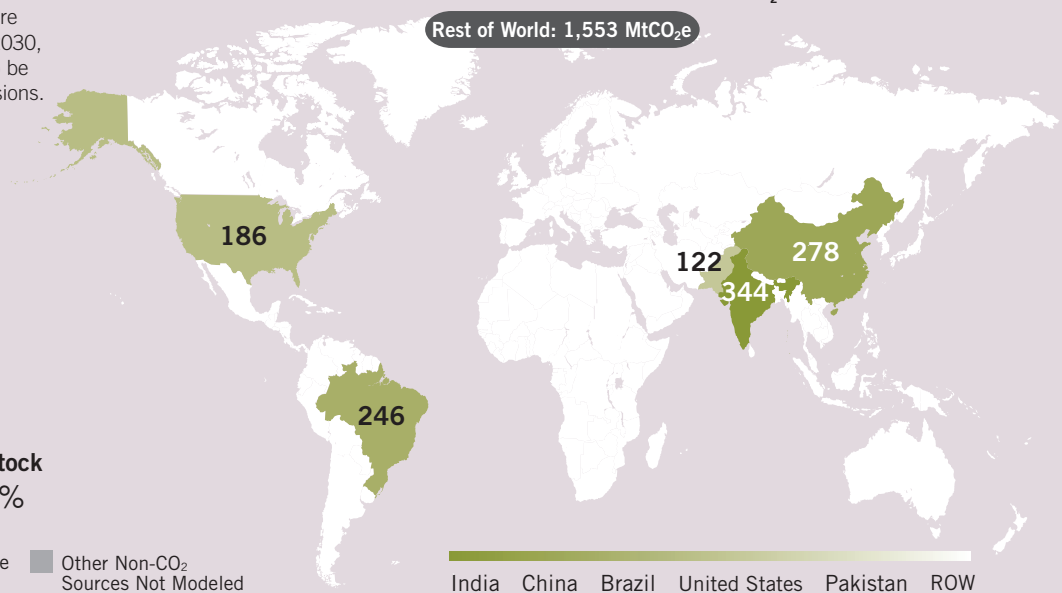 re
030,
be
sions.
2
Rest of World: 1,553 MtCO₂e
186
122
278
344
246
tock
%
e
Other Non-CO₂
Sources Not Modeled
India China Brazil United States Pakistan ROW